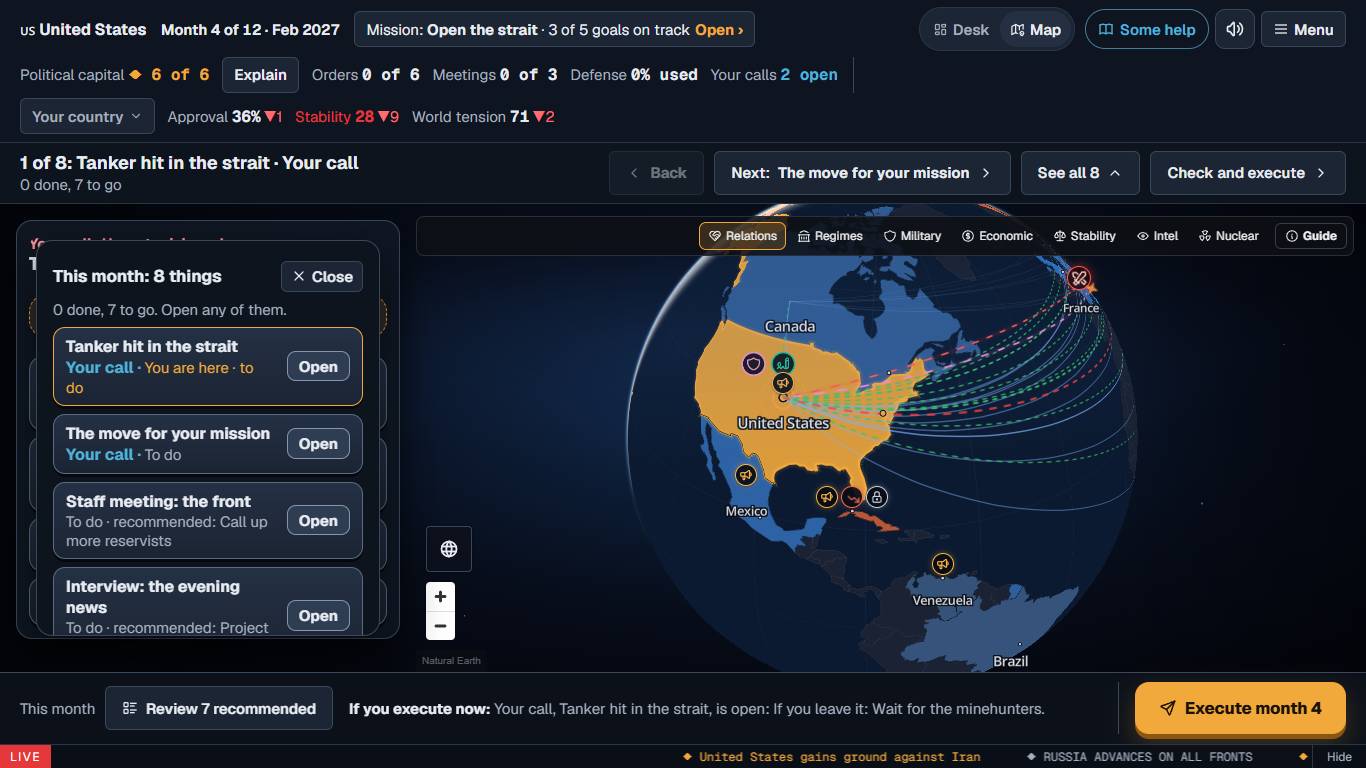 US United States Month 4 of 12 · Feb 2027 Mission: Open the strait · 3 of 5 goals on track Open › Desk Map Some help Menu
Political capital 6 of 6 Explain Orders 0 of 6 Meetings 0 of 3 Defense 0% used Your calls 2 open
Your country Approval 36% ▼1 Stability 28 ▼9 World tension 71 ▼2
1 of 8: Tanker hit in the strait · Your call
0 done, 7 to go
Back Next: The move for your mission See all 8 Check and execute
Relations Regimes Military Economic Stability Intel Nuclear Guide
This month: 8 things Close
0 done, 7 to go. Open any of them.
Tanker hit in the strait
Your call · You are here · to
do
Open
The move for your mission
Your call · To do
Open
Staff meeting: the front
To do · recommended: Call up
more reservists
Open
Interview: the evening
news
To do · recommended: Project
Open
France
Canada
United States
Mexico
Venezuela
Brazil
+
−
Natural Earth
This month Review 7 recommended If you execute now: Your call, Tanker hit in the strait, is open: If you leave it: Wait for the minehunters. Execute month 4
LIVE ◆ United States gains ground against Iran ◆ RUSSIA ADVANCES ON ALL FRONTS ◆ Hide